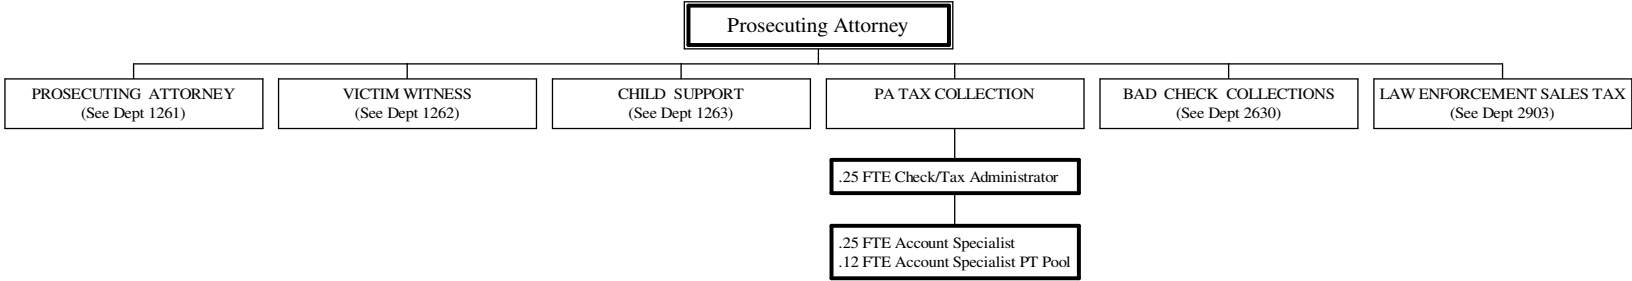 Prosecuting Attorney
PROSECUTING ATTORNEY
(See Dept 1261)
VICTIM WITNESS
(See Dept 1262)
CHILD SUPPORT
(See Dept 1263)
PA TAX COLLECTION
BAD CHECK COLLECTIONS
(See Dept 2630)
LAW ENFORCEMENT SALES TAX
(See Dept 2903)
.25 FTE Check/Tax Administrator
.25 FTE Account Specialist
.12 FTE Account Specialist PT Pool